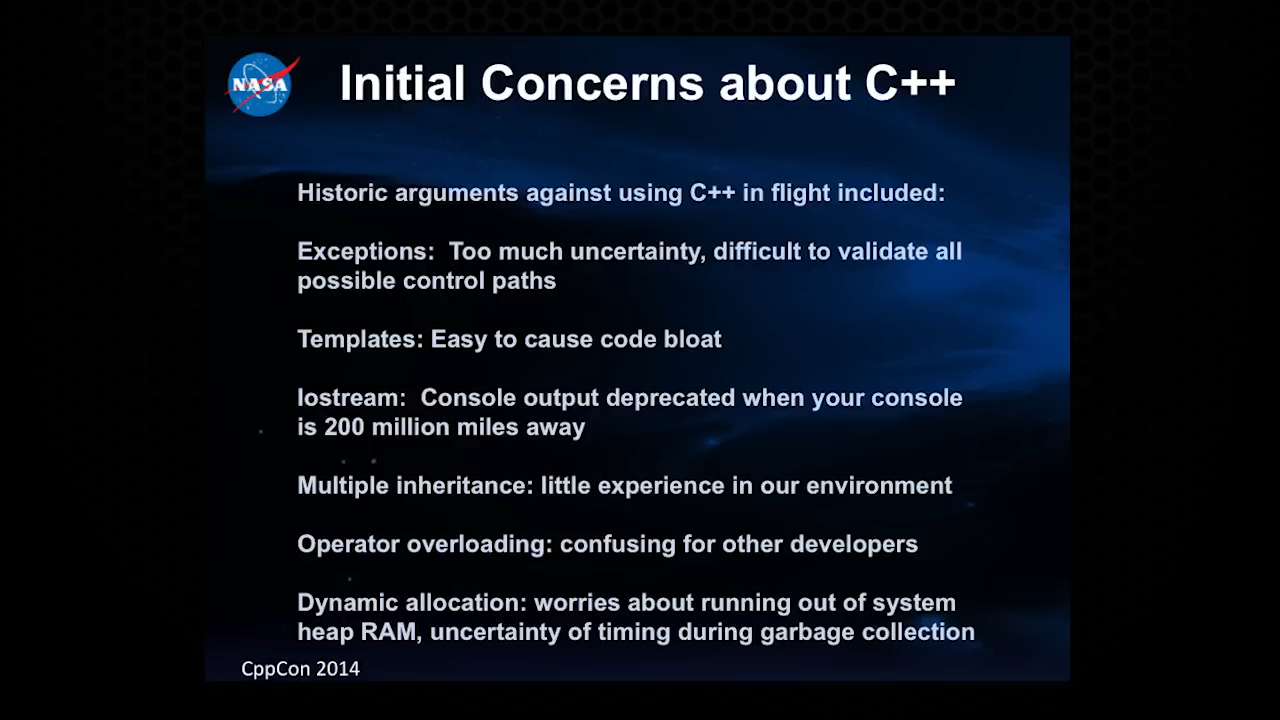 NASA
Initial Concerns about C++
Historic arguments against using C++ in flight included:
Exceptions:  Too much uncertainty, difficult to validate all
possible control paths
Templates: Easy to cause code bloat
Iostream:  Console output deprecated when your console
is 200 million miles away
Multiple inheritance: little experience in our environment
Operator overloading: confusing for other developers
Dynamic allocation: worries about running out of system
heap RAM, uncertainty of timing during garbage collection
CppCon 2014